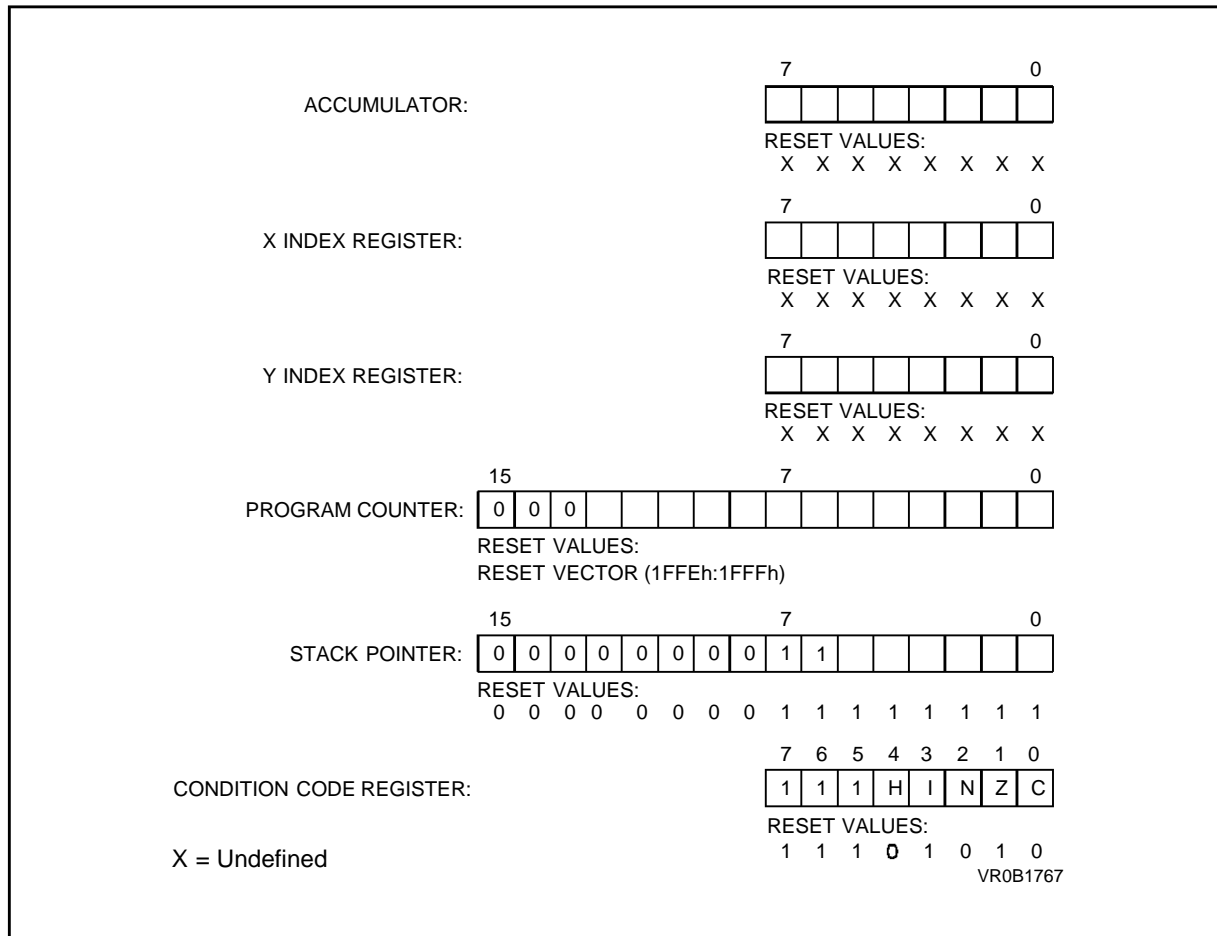 7 0
ACCUMULATOR:
RESET VALUES:
X X X X X X X X
7 0
X INDEX REGISTER:
RESET VALUES:
X X X X X X X X
7 0
Y INDEX REGISTER:
RESET VALUES:
X X X X X X X X
15 7 0
PROGRAM COUNTER: 0 0 0
RESET VALUES:
RESET VECTOR (1FFEh:1FFFh)
15 7 0
STACK POINTER: 0 0 0 0 0 0 0 0 1 1
RESET VALUES:
0 0 0 0 0 0 0 0 1 1 1 1 1 1 1 1
7 6 5 4 3 2 1 0
CONDITION CODE REGISTER: 1 1 1 H I N Z C
RESET VALUES:
1 1 1 0 1 0 1 0
X = Undefined
VR0B1767